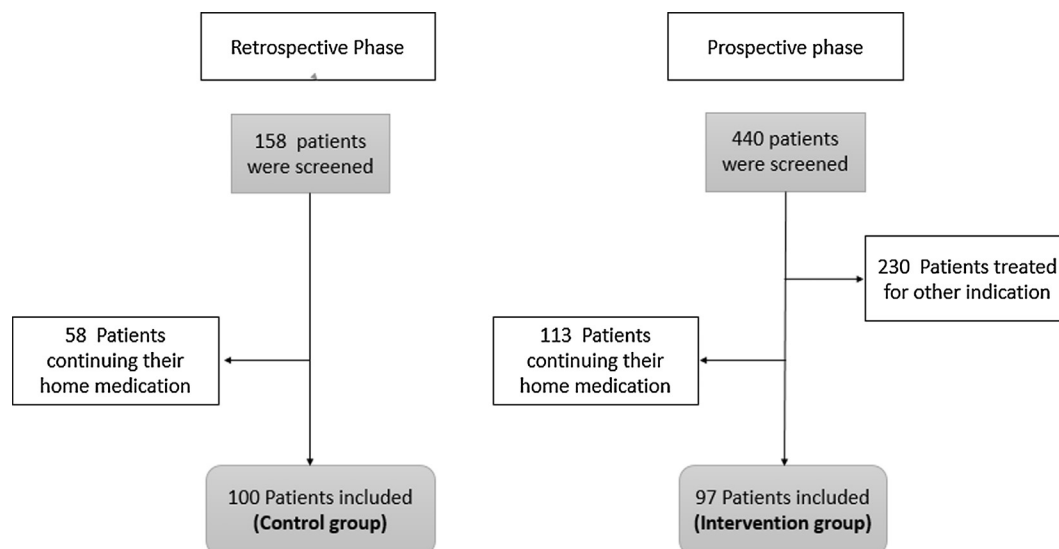 Retrospective Phase
158 patients
were screened
58 Patients
continuing their
home medication
100 Patients included
(Control group)
Prospective phase
440 patients
were screened
230 Patients treated
for other indication
113 Patients
continuing their
home medication
97 Patients included
(Intervention group)